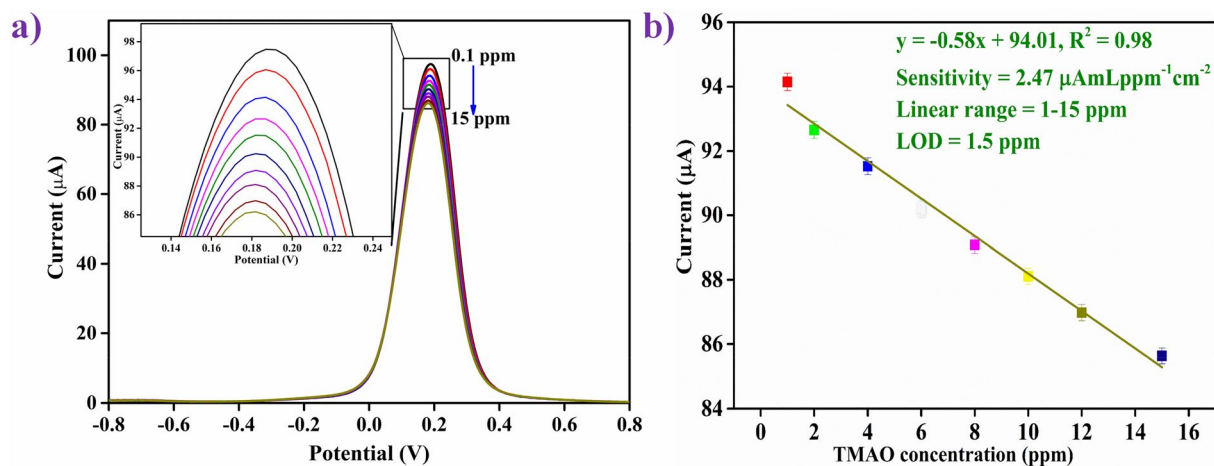 a)
98
96
94
92
90
88
86
Current (μA)
0.14 0.16 0.18 0.20 0.22 0.24
Potential (V)
0.1 ppm
15 ppm
100
80
60
40
20
0
Current (μA)
-0.8 -0.6 -0.4 -0.2 0.0 0.2 0.4 0.6 0.8
Potential (V)
b)
96
94
92
90
88
86
84
Current (μA)
y = -0.58x + 94.01, R² = 0.98
Sensitivity = 2.47 μAmLppm⁻¹cm⁻²
Linear range = 1-15 ppm
LOD = 1.5 ppm
0 2 4 6 8 10 12 14 16
TMAO concentration (ppm)